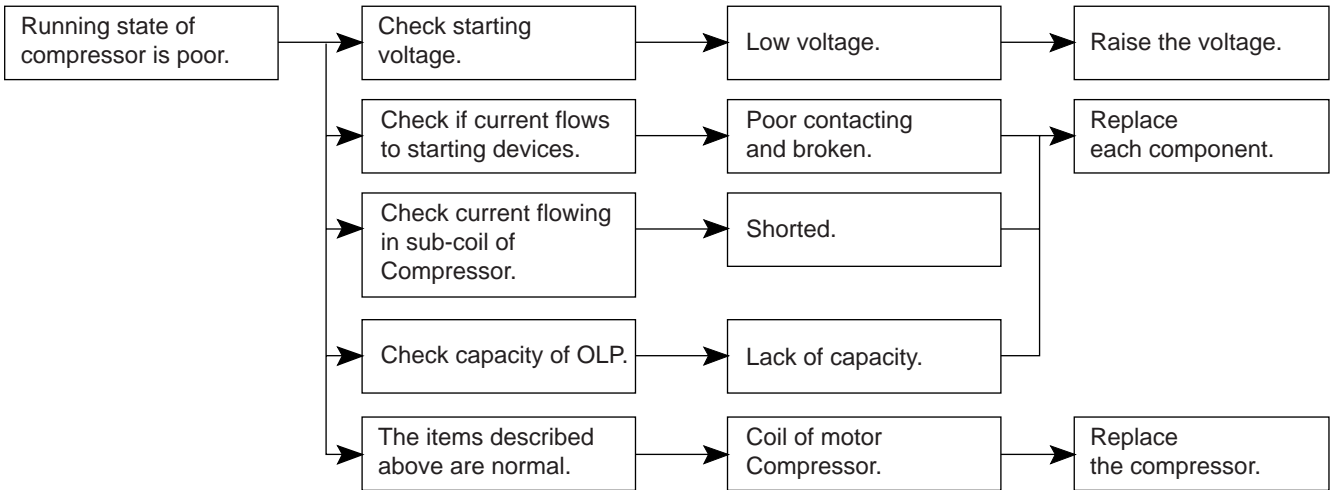 Running state of
compressor is poor.
Check starting
voltage.
Low voltage.
Raise the voltage.
Check if current flows
to starting devices.
Poor contacting
and broken.
Replace
each component.
Check current flowing
in sub-coil of
Compressor.
Shorted.
Check capacity of OLP.
Lack of capacity.
The items described
above are normal.
Coil of motor
Compressor.
Replace
the compressor.